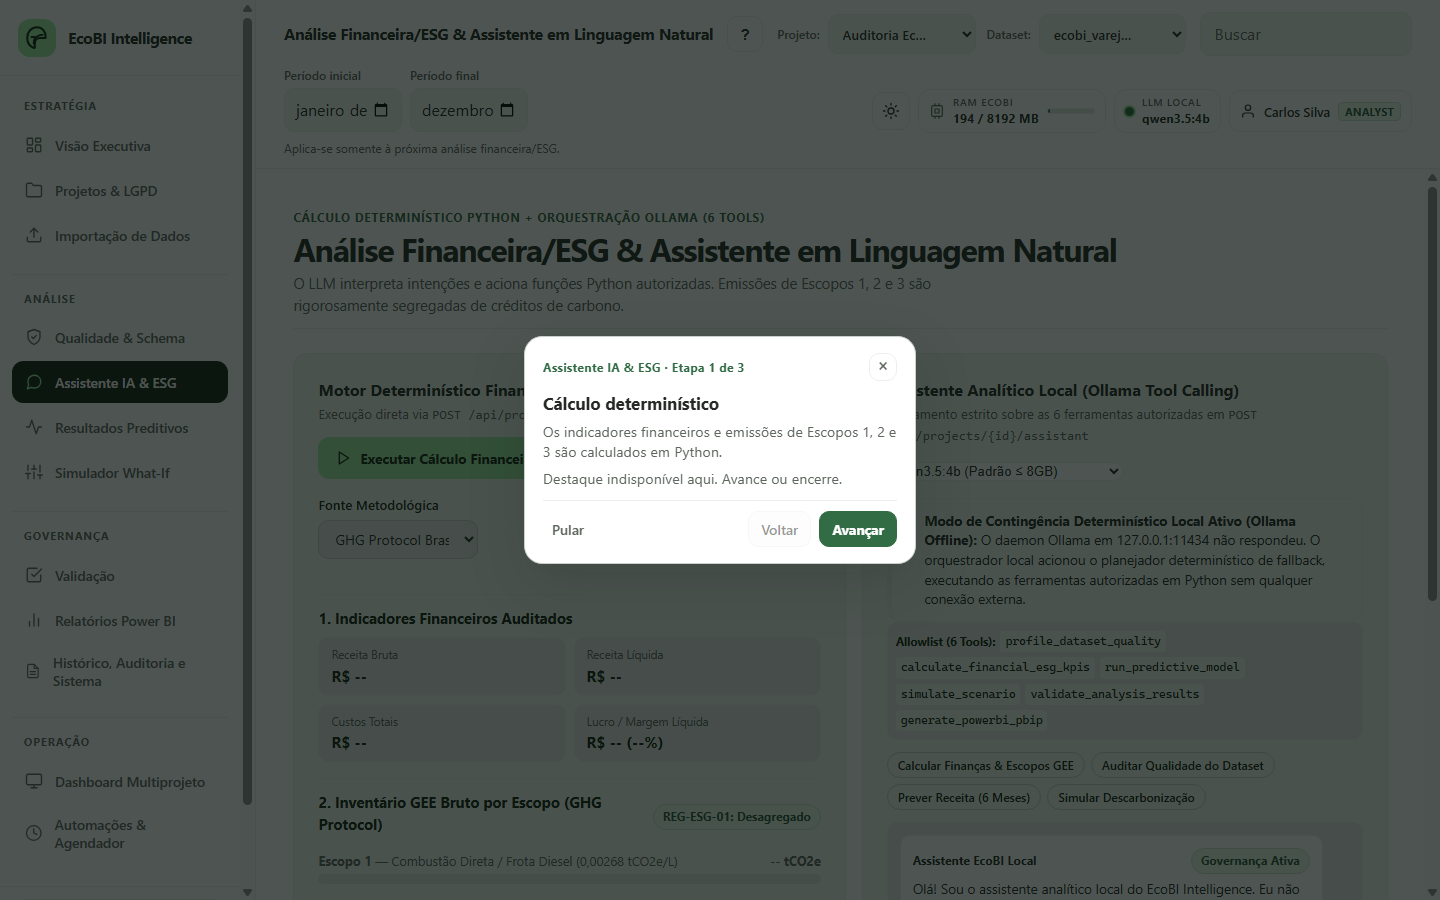 EcoBI Intelligence
ESTRATÉGIA
Visão Executiva
Projetos & LGPD
Importação de Dados
ANÁLISE
Qualidade & Schema
Assistente IA & ESG
Resultados Preditivos
Simulador What-If
GOVERNANÇA
Validação
Relatórios Power BI
Histórico, Auditoria e
Sistema
OPERAÇÃO
Dashboard Multiprojeto
Automações &
Agendador
Análise Financeira/ESG & Assistente em Linguagem Natural
?
Projeto:
Auditoria Ec...
Dataset:
ecobi_varej...
Buscar
Período inicial
Período final
janeiro de
dezembro
RAM ECOBI
194 / 8192 MB
LLM LOCAL
qwen3.5:4b
Carlos Silva
ANALYST
Aplica-se somente à próxima análise financeira/ESG.
CÁLCULO DETERMINÍSTICO PYTHON + ORQUESTRAÇÃO OLLAMA (6 TOOLS)
Análise Financeira/ESG & Assistente em Linguagem Natural
O LLM interpreta intenções e aciona funções Python autorizadas. Emissões de Escopos 1, 2 e 3 são
rigorosamente segregadas de créditos de carbono.
Motor Determinístico Finan
Execução direta via POST /api/pro
Executar Cálculo Financei
Fonte Metodológica
GHG Protocol Bras
1. Indicadores Financeiros Auditados
Receita Bruta
R$ --
Receita Líquida
R$ --
Custos Totais
R$ --
Lucro / Margem Líquida
R$ -- (--%)
2. Inventário GEE Bruto por Escopo (GHG
Protocol)
REG-ESG-01: Desagregado
Escopo 1 — Combustão Direta / Frota Diesel (0,00268 tCO2e/L)
-- tCO2e
Assistente IA & ESG · Etapa 1 de 3
×
Cálculo determinístico
Os indicadores financeiros e emissões de Escopos 1, 2 e
3 são calculados em Python.
Destaque indisponível aqui. Avance ou encerre.
Pular
Voltar
Avançar
stente Analítico Local (Ollama Tool Calling)
amento estrito sobre as 6 ferramentas autorizadas em POST
/projects/{id}/assistant
n3.5:4b (Padrão ≤ 8GB)
Modo de Contingência Determinístico Local Ativo (Ollama
Offline): O daemon Ollama em 127.0.0.1:11434 não respondeu. O
orquestrador local acionou o planejador determinístico de fallback,
executando as ferramentas autorizadas em Python sem qualquer
conexão externa.
Allowlist (6 Tools): profile_dataset_quality
calculate_financial_esg_kpis run_predictive_model
simulate_scenario validate_analysis_results
generate_powerbi_pbip
Calcular Finanças & Escopos GEE
Auditar Qualidade do Dataset
Prever Receita (6 Meses)
Simular Descarbonização
Assistente EcoBI Local
Governança Ativa
Olá! Sou o assistente analítico local do EcoBI Intelligence. Eu não